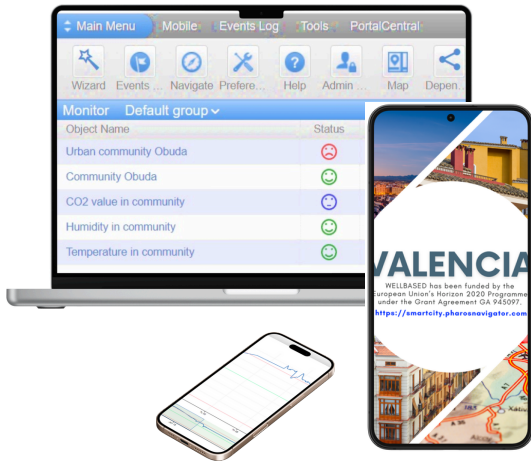 Main Menu Mobile Events Log Tools PortalCentral
Wizard Events ... Navigate Prefere... Help Admin ... Map Depen...
Monitor Default group
Object Name Status
Urban community Obuda
Community Obuda
CO2 value in community
Humidity in community
Temperature in community
VALENCIA
WELLBASED has been funded by the
European Union's Horizon 2020 Programme
under the Grant Agreement GA 945097.
https://smartcity.pharosnavigator.com